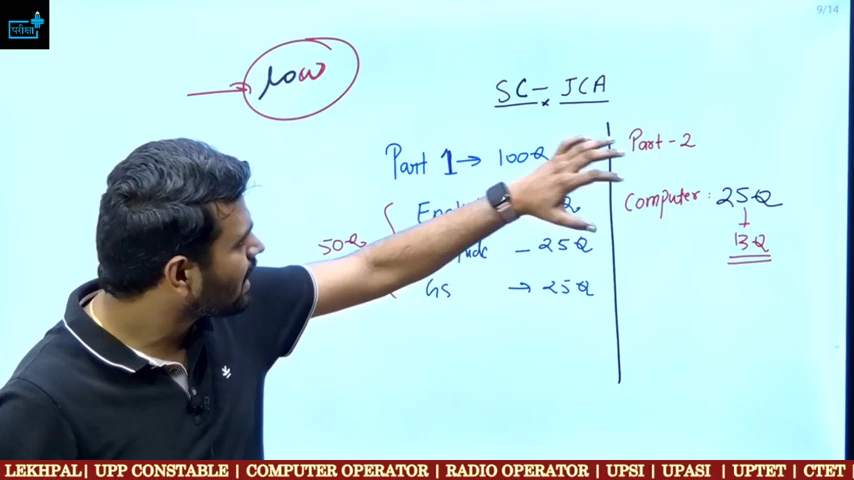 परीक्षा
9/14
low
SC - JCA
Part 1 → 100Q
50Q
- 25Q
GS → 25Q
Part - 2
Computer : 25Q
13Q
LEKHPAL| UPP CONSTABLE | COMPUTER OPERATOR | RADIO OPERATOR | UPSI | UPASI | UPTET | CTET |